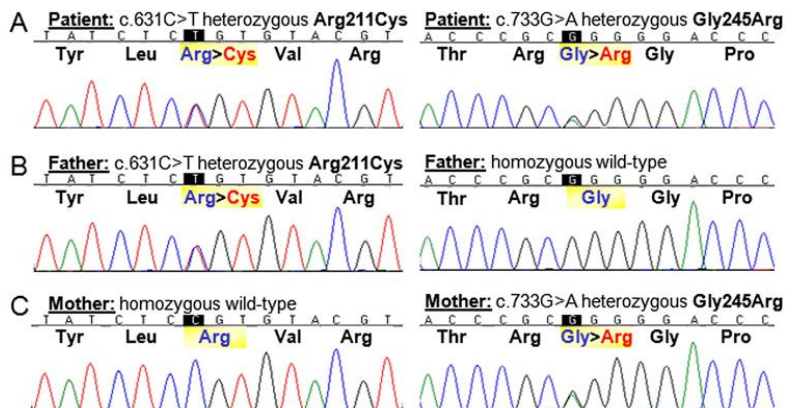 A Patient: c.631C>T heterozygous Arg211Cys
T A T C T C T G T G T A C G T
Tyr Leu Arg>Cys Val Arg
Patient: c.733G>A heterozygous Gly245Arg
A C C C G C G G G G G A C C C
Thr Arg Gly>Arg Gly Pro
B Father: c.631C>T heterozygous Arg211Cys
T A T C T C T G T G T A C G T
Tyr Leu Arg>Cys Val Arg
Father: homozygous wild-type
A C C C G C G G G G G A C C C
Thr Arg Gly Gly Pro
C Mother: homozygous wild-type
T A T C T C C G T G T A C G T
Tyr Leu Arg Val Arg
Mother: c.733G>A heterozygous Gly245Arg
A C C C G C G G G G G A C C C
Thr Arg Gly>Arg Gly Pro